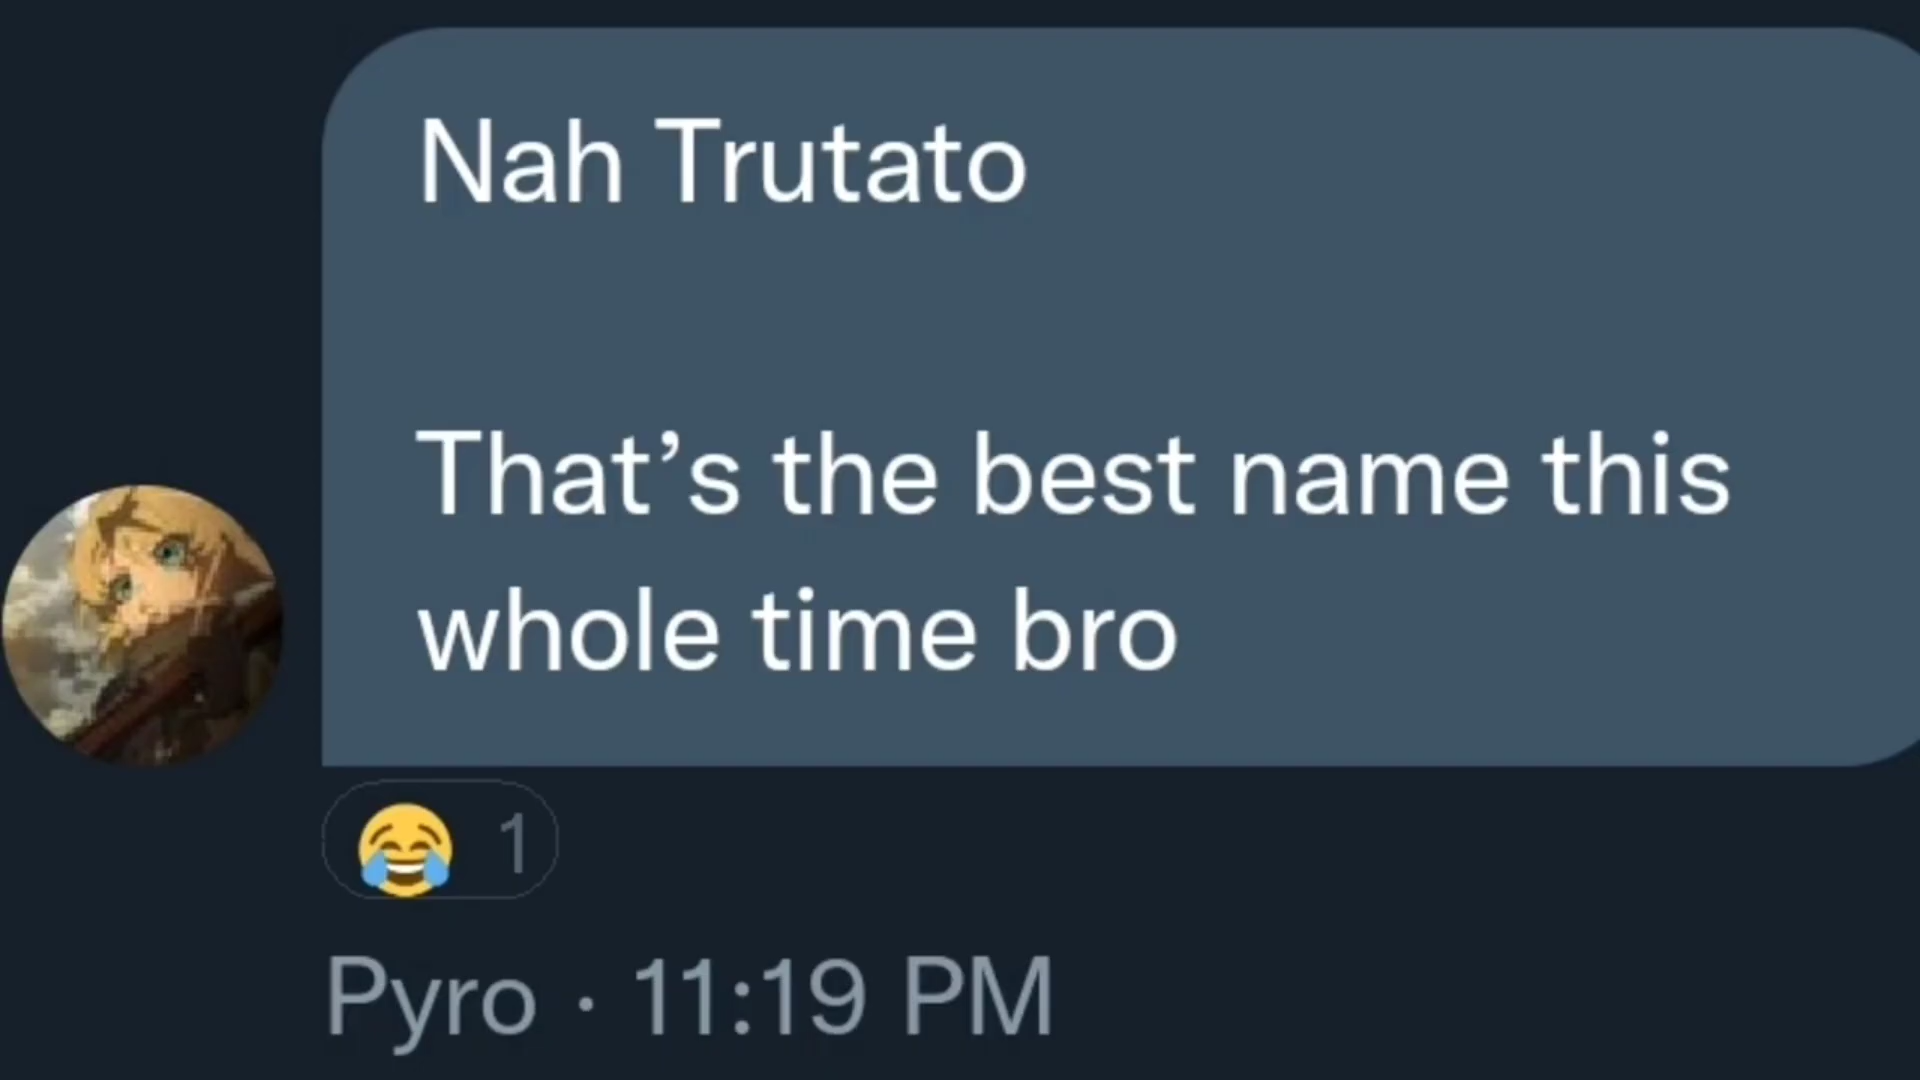 Nah Trutato
That’s the best name this
whole time bro
😂 1
Pyro · 11:19 PM